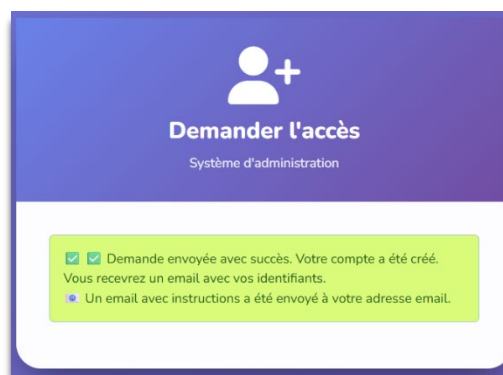 Demander l'accès
Système d'administration
✅ ✅ Demande envoyée avec succès. Votre compte a été créé.
Vous recevrez un email avec vos identifiants.
📧 Un email avec instructions a été envoyé à votre adresse email.